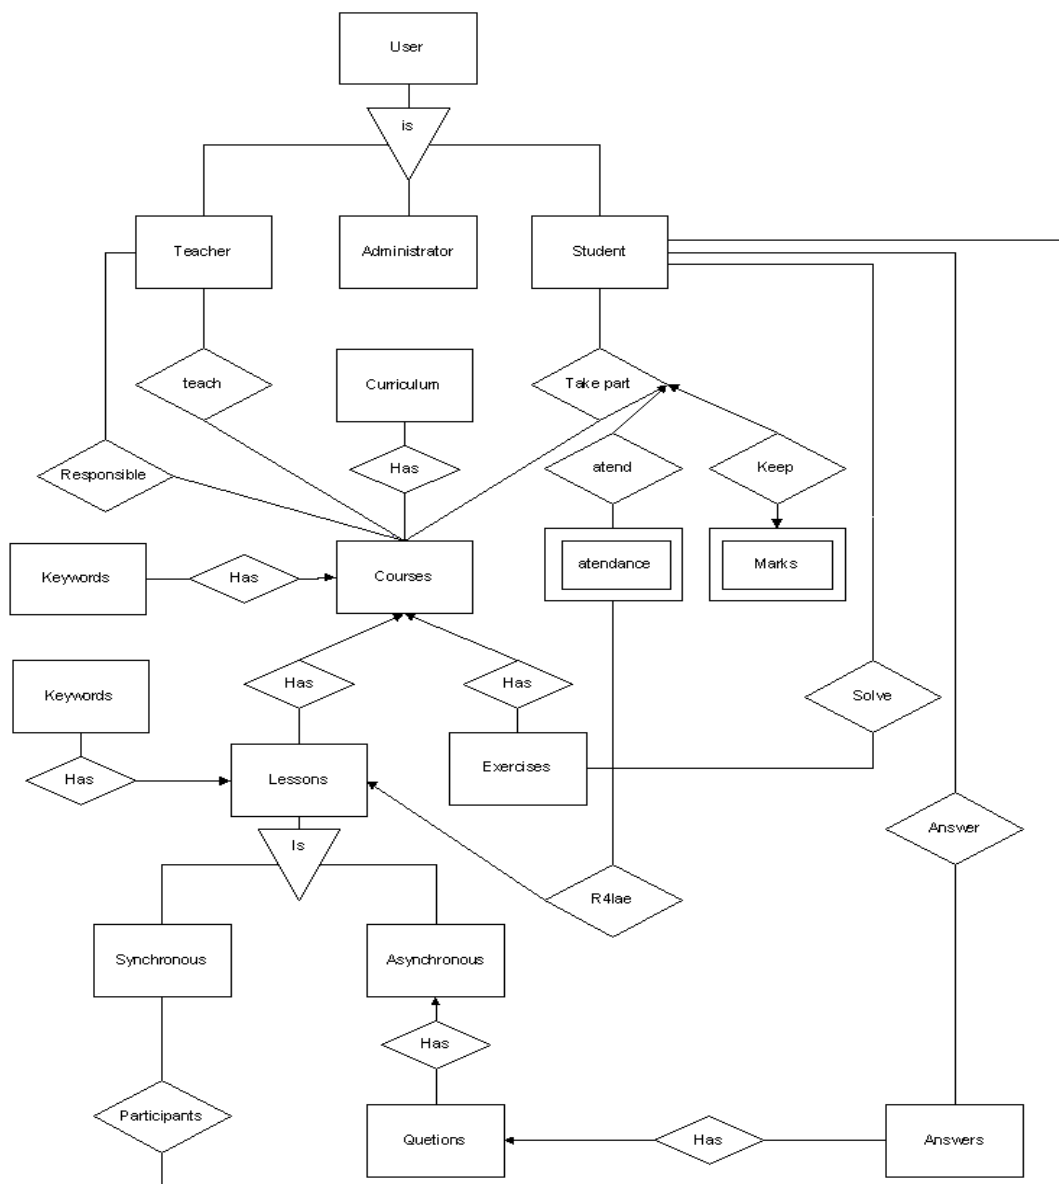 User
is
Teacher
Administrator
Student
teach
Curriculum
Take part
Responsible
Has
atend
Keep
Keywords
Has
Courses
atendance
Marks
Keywords
Has
Has
Solve
Has
Lessons
Exercises
Is
Answer
R4lae
Synchronous
Asynchronous
Has
Participants
Quetions
Has
Answers